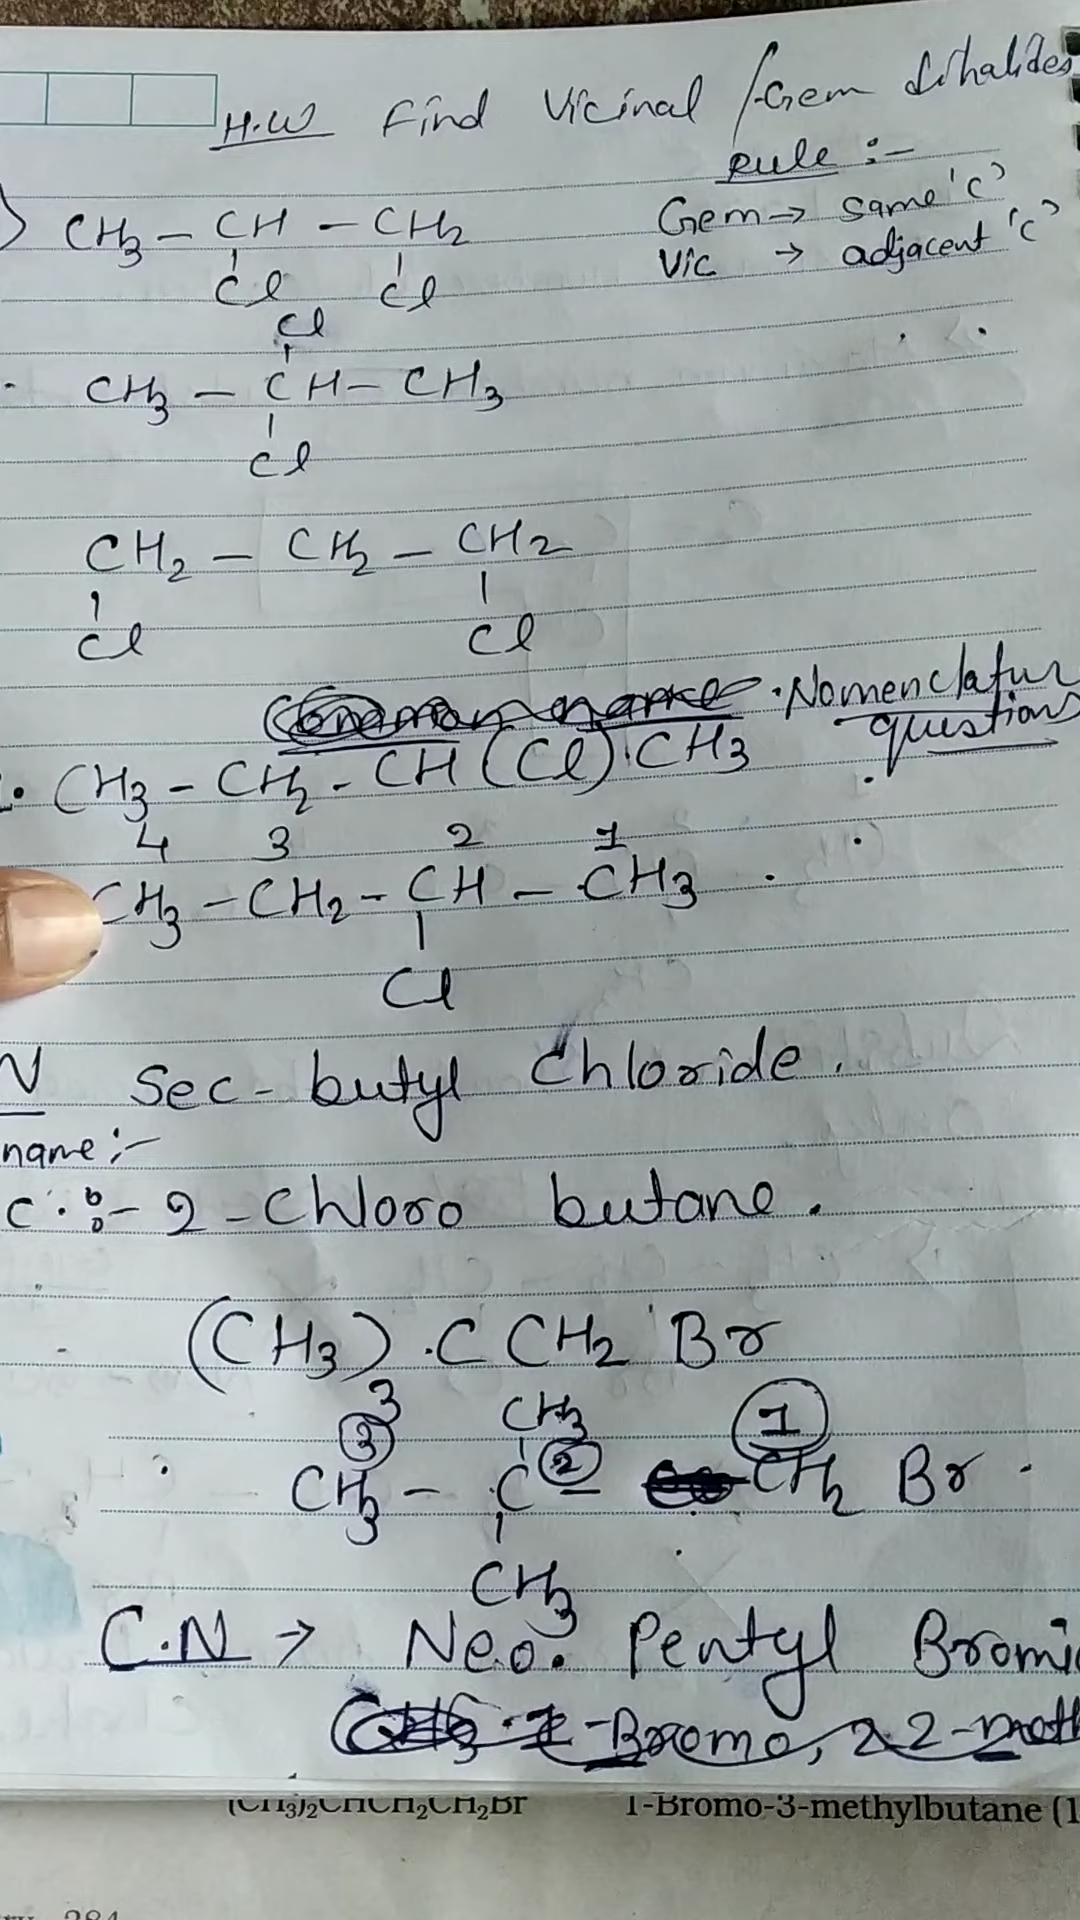 H.W Find Vicinal /Gem dihalides
Rule :-
Gem → same 'c'
Vic → adjacent 'c'
CH3 - CH - CH2
Cl Cl
Cl
CH3 - CH - CH3
Cl
CH2 - CH2 - CH2
Cl Cl
Nomenclatur
questions
CH3 - CH2 - CH (Cl) . CH3
4 3 2 1
CH3 - CH2 - CH - CH3 .
Cl
N Sec - butyl Chloride .
name :-
C. :- 2 - Chloro butane .
(CH3) . C CH2 Br
3
3 CH3 1
CH3 - C 2 - CH2 Br .
CH3
C.N → Neo. Pentyl Bromi
1 - Bromo, 2 2 - meth
(CH3)2CHCH2CH2Br 1-Bromo-3-methylbutane (1